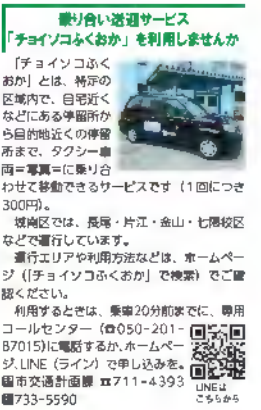 乗り合い送迎サービス
「チョイソコふくおか」を利用しませんか
「チョイソコふく
おか」とは、特定の
区域内で、自宅近く
などにある停留所か
ら目的地近くの停留
所まで、タクシー車
両=写真=に乗り合
わせて移動できるサービスです（1回につき
300円）。
城南区では、長尾・片江・金山・七隈校区
などで運行しています。
運行エリアや利用方法などは、ホームペー
ジ（「チョイソコふくおか」で検索）でご確
認ください。
利用するときは、乗車20分前までに、専用
コールセンター（☎050-201-
87015)に電話するか、ホームペー
ジ、LINE（ライン）で申し込みを。
問市交通計画課 ☎711-4393
733-5590
LINEは
こちらから